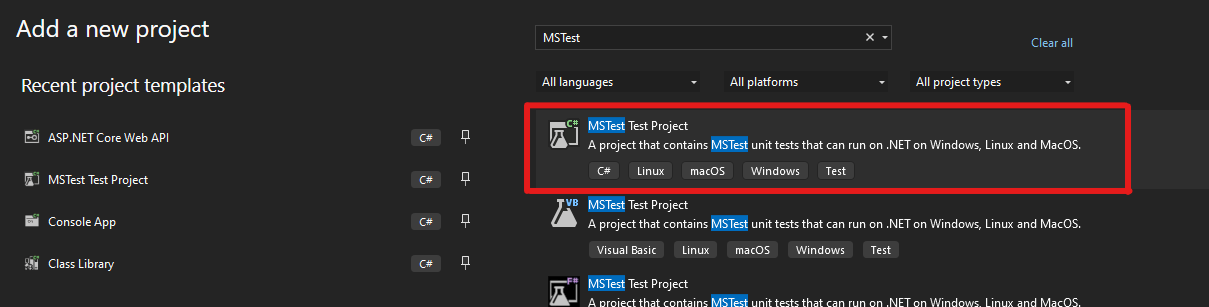 Add a new project
Recent project templates
ASP.NET Core Web API C#
MSTest Test Project C#
Console App C#
Class Library C#
MSTest
Clear all
All languages All platforms All project types
C#
MSTest Test Project
A project that contains MSTest unit tests that can run on .NET on Windows, Linux and MacOS.
C# Linux macOS Windows Test
VB
MSTest Test Project
A project that contains MSTest unit tests that can run on .NET on Windows, Linux and MacOS.
Visual Basic Linux macOS Windows Test
F#
MSTest Test Project
A project that contains MSTest unit tests that can run on .NET on Windows, Linux and MacOS.